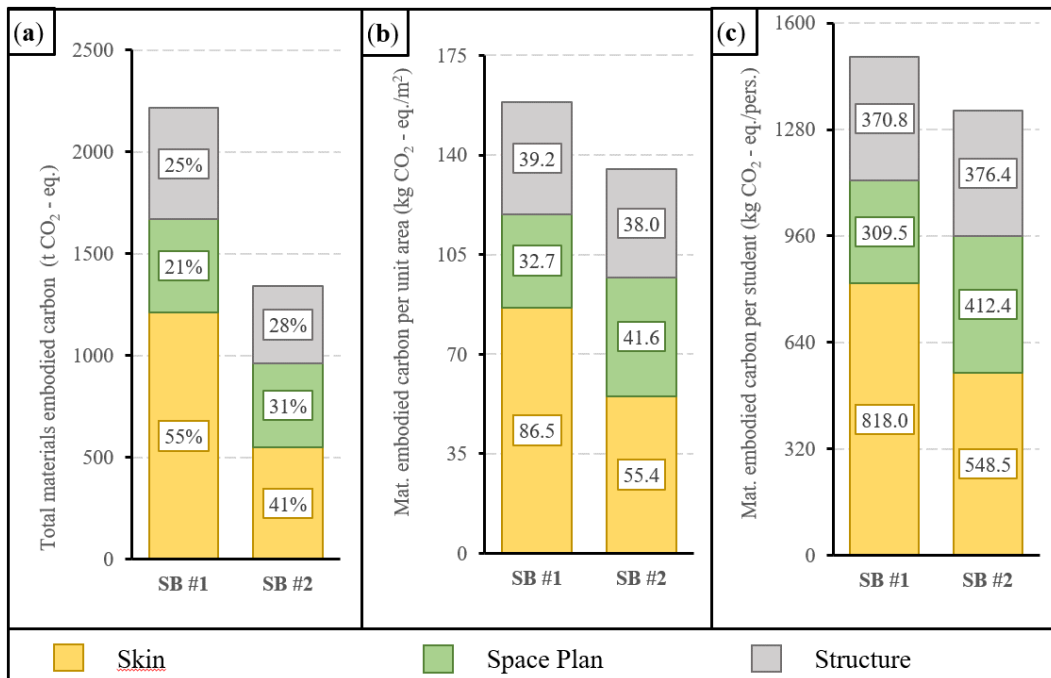 (a)
Total materials embodied carbon  (t CO2 - eq.)
2500
2000
1500
1000
500
0
25%
21%
55%
28%
31%
41%
SB #1
SB #2
(b)
Mat. embodied carbon per unit area (kg CO2 - eq./m2)
175
140
105
70
35
0
39.2
32.7
86.5
38.0
41.6
55.4
SB #1
SB #2
(c)
Mat. embodied carbon per student (kg CO2 - eq./pers.)
1600
1280
960
640
320
0
370.8
309.5
818.0
376.4
412.4
548.5
SB #1
SB #2
Skin
Space Plan
Structure